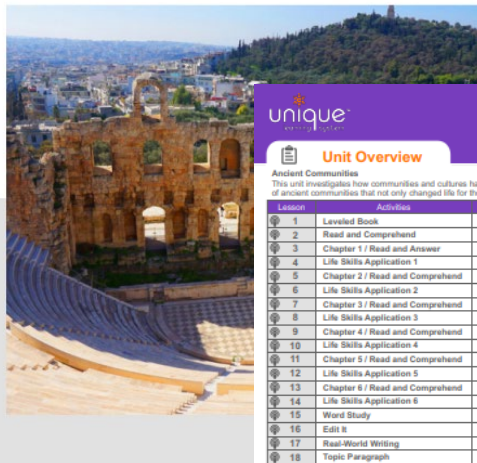 unique
learning system
Unit Overview
Ancient Communities
This unit investigates how communities and cultures ha
of ancient communities that not only changed life for th
Lesson Activities
1 Leveled Book
2 Read and Comprehend
3 Chapter 1 / Read and Answer
4 Life Skills Application 1
5 Chapter 2 / Read and Comprehend
6 Life Skills Application 2
7 Chapter 3 / Read and Comprehend
8 Life Skills Application 3
9 Chapter 4 / Read and Comprehend
10 Life Skills Application 4
11 Chapter 5 / Read and Comprehend
12 Life Skills Application 5
13 Chapter 6 / Read and Comprehend
14 Life Skills Application 6
15 Word Study
16 Edit It
17 Real-World Writing
18 Topic Paragraph